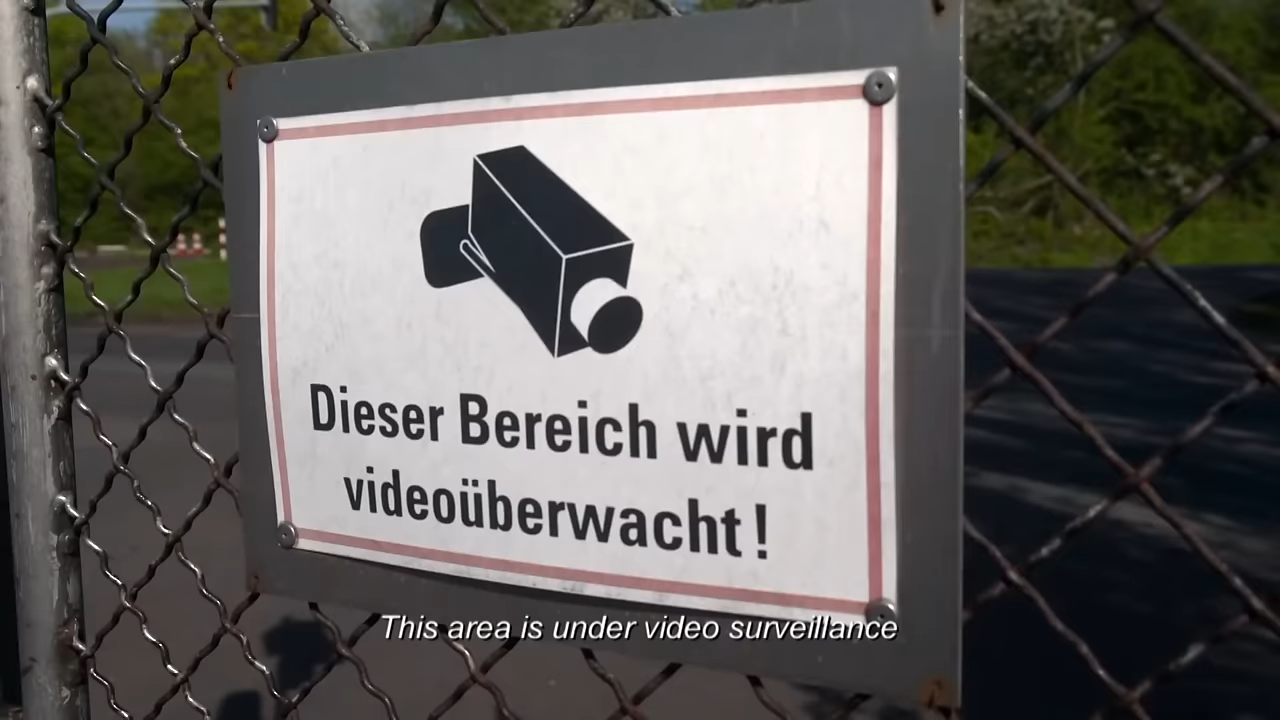 Dieser Bereich wird
videoüberwacht!
This area is under video surveillance